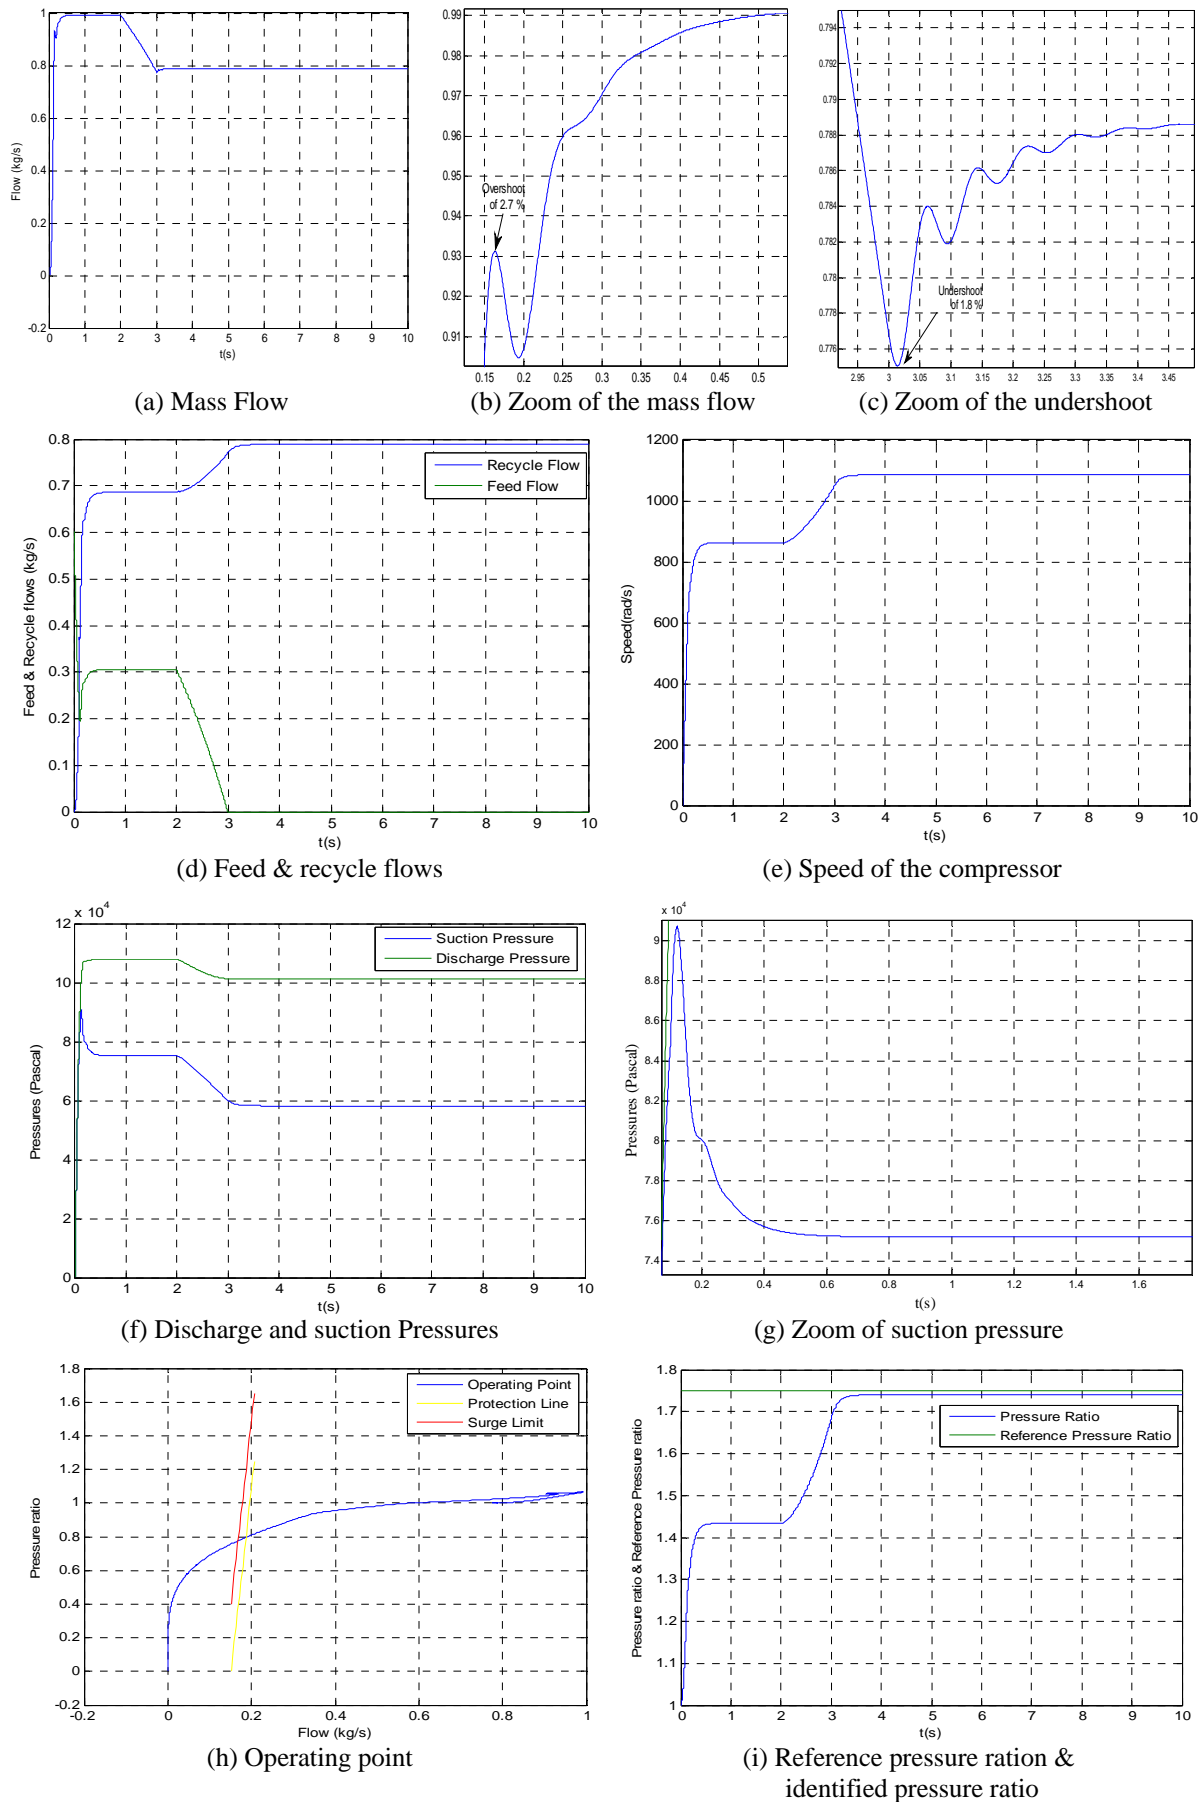 1
0.8
0.6
0.4
0.2
0
-0.2
Flow (kg/s)
0 1 2 3 4 5 6 7 8 9 10
t(s)
(a) Mass Flow
0.99
0.98
0.97
0.96
0.95
0.94
0.93
0.92
0.91
Overshoot
of 2.7 %
0.15 0.2 0.25 0.3 0.35 0.4 0.45 0.5
(b) Zoom of the mass flow
0.794
0.792
0.79
0.788
0.786
0.784
0.782
0.78
0.778
0.776
Undershoot
of 1.8 %
2.95 3 3.05 3.1 3.15 3.2 3.25 3.3 3.35 3.4 3.45
(c) Zoom of the undershoot
0.8
0.7
0.6
0.5
0.4
0.3
0.2
0.1
0
Feed & Recycle flows (kg/s)
Recycle Flow
Feed Flow
0 1 2 3 4 5 6 7 8 9 10
t(s)
(d) Feed & recycle flows
1200
1000
800
600
400
200
0
Speed(rad/s)
0 1 2 3 4 5 6 7 8 9 10
t(s)
(e) Speed of the compressor
x 10^4
12
10
8
6
4
2
0
Pressures (Pascal)
Suction Pressure
Discharge Pressure
0 1 2 3 4 5 6 7 8 9 10
t(s)
(f) Discharge and suction Pressures
x 10^4
9
8.8
8.6
8.4
8.2
8
7.8
7.6
7.4
Pressures (Pascal)
0.2 0.4 0.6 0.8 1 1.2 1.4 1.6
t(s)
(g) Zoom of suction pressure
1.8
1.6
1.4
1.2
1
0.8
0.6
0.4
0.2
0
-0.2
Pressure ratio
Operating Point
Protection Line
Surge Limit
-0.2 0 0.2 0.4 0.6 0.8 1
Flow (kg/s)
(h) Operating point
1.8
1.7
1.6
1.5
1.4
1.3
1.2
1.1
1
Pressure ratio & Reference Pressure ratio
Pressure Ratio
Reference Pressure Ratio
0 1 2 3 4 5 6 7 8 9 10
t(s)
(i) Reference pressure ration &
identified pressure ratio